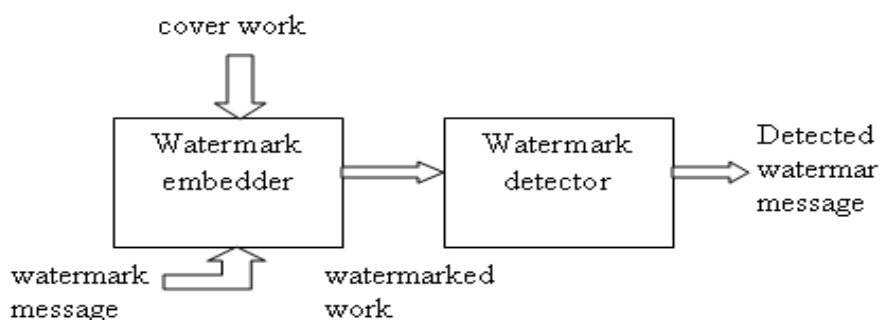 cover work
Watermark
embedder
Watermark
detector
Detected
watermar
message
watermark
message
watermarked
work